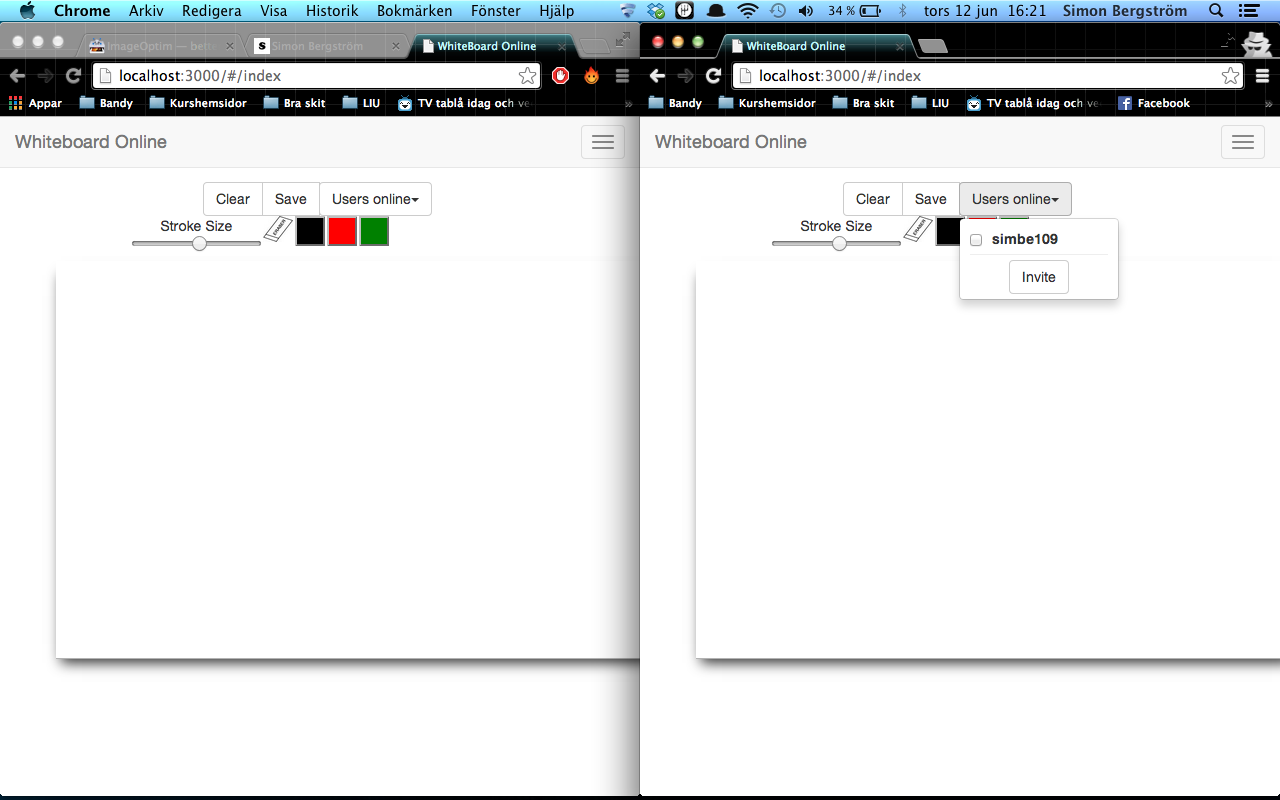 Chrome Arkiv Redigera Visa Historik Bokmärken Fönster Hjälp 34 % tors 12 jun 16:21 Simon Bergström
ImageOptim — bett Simon Bergström WhiteBoard Online
localhost:3000/#/index
Appar Bandy Kurshemsidor Bra skit LIU TV tablå idag och ve »
Whiteboard Online
Clear Save Users online
Stroke Size ERASER
WhiteBoard Online
localhost:3000/#/index
Bandy Kurshemsidor Bra skit LIU TV tablå idag och ve Facebook »
Whiteboard Online
Clear Save Users online
Stroke Size ERASER
simbe109
Invite